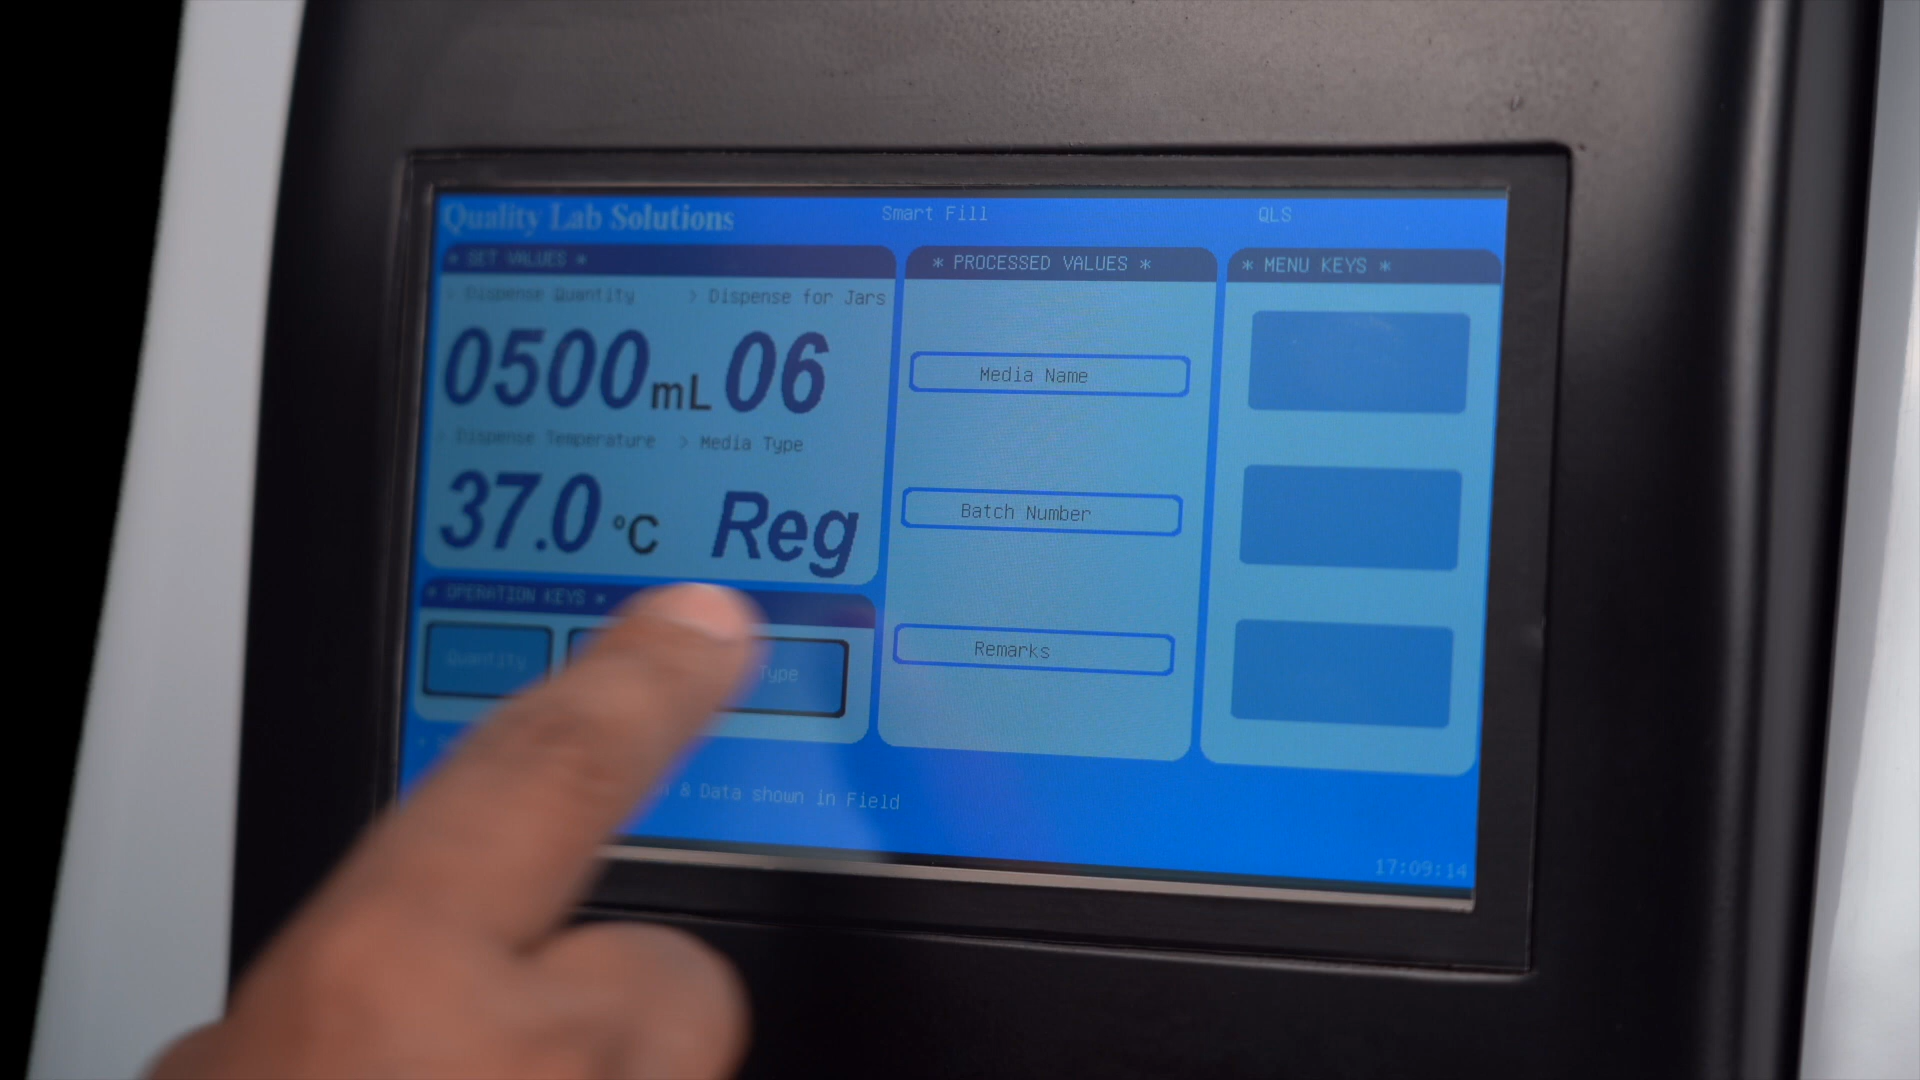 Quality Lab Solutions
Smart Fill
QLS
* SET VALUES *
> Dispense Quantity > Dispense for Jars
0500 mL 06
> Dispense Temperature > Media Type
37.0 °C Reg
* OPERATION KEYS *
Quantity
Type
* PROCESSED VALUES *
Media Name
Batch Number
Remarks
* MENU KEYS *
& Data shown in Field
17:09:14